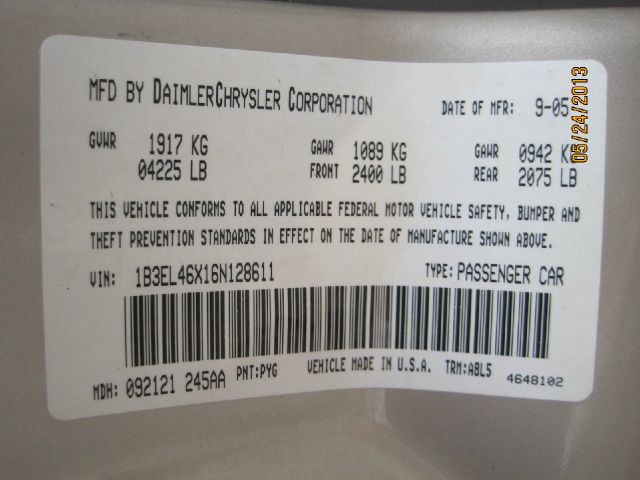 MFD BY DAIMLERCHRYSLER CORPORATION DATE OF MFR: 9-05
GVWR 1917 KG GAWR 1089 KG GAWR 0942 KG
04225 LB FRONT 2400 LB REAR 2075 LB
THIS VEHICLE CONFORMS TO ALL APPLICABLE FEDERAL MOTOR VEHICLE SAFETY, BUMPER AND
THEFT PREVENTION STANDARDS IN EFFECT ON THE DATE OF MANUFACTURE SHOWN ABOVE.
VIN: 1B3EL46X16N128611 TYPE: PASSENGER CAR
MDH: 092121 245AA PNT:PYG VEHICLE MADE IN U.S.A. TRM:ABL5 4648102
05/24/2013